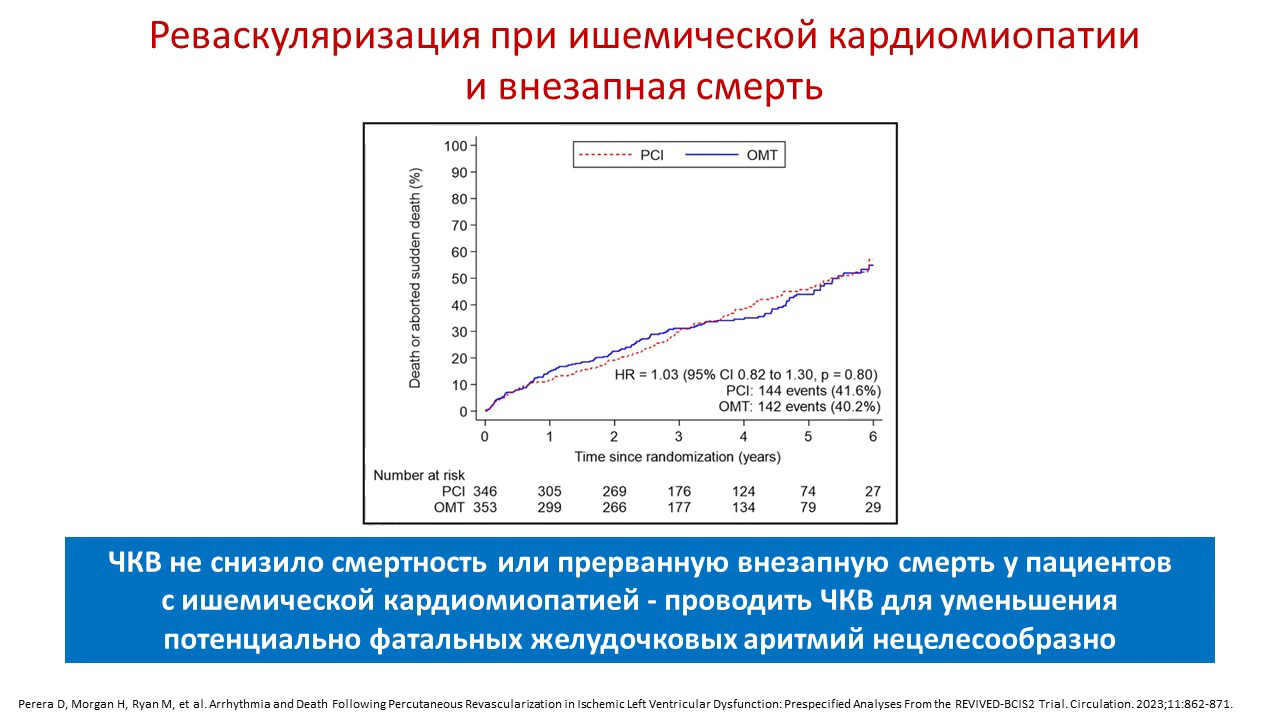 Реваскуляризация при ишемической кардиомиопатии
и внезапная смерть
PCI OMT
Death or aborted sudden death (%)
100
90
80
70
60
50
40
30
20
10
0
HR = 1.03 (95% CI 0.82 to 1.30, p = 0.80)
PCI: 144 events (41.6%)
OMT: 142 events (40.2%)
0 1 2 3 4 5 6
Time since randomization (years)
Number at risk
PCI 346 305 269 176 124 74 27
OMT 353 299 266 177 134 79 29
ЧКВ не снизило смертность или прерванную внезапную смерть у пациентов
с ишемической кардиомиопатией - проводить ЧКВ для уменьшения
потенциально фатальных желудочковых аритмий нецелесообразно
Perera D, Morgan H, Ryan M, et al. Arrhythmia and Death Following Percutaneous Revascularization in Ischemic Left Ventricular Dysfunction: Prespecified Analyses From the REVIVED-BCIS2 Trial. Circulation. 2023;11:862-871.